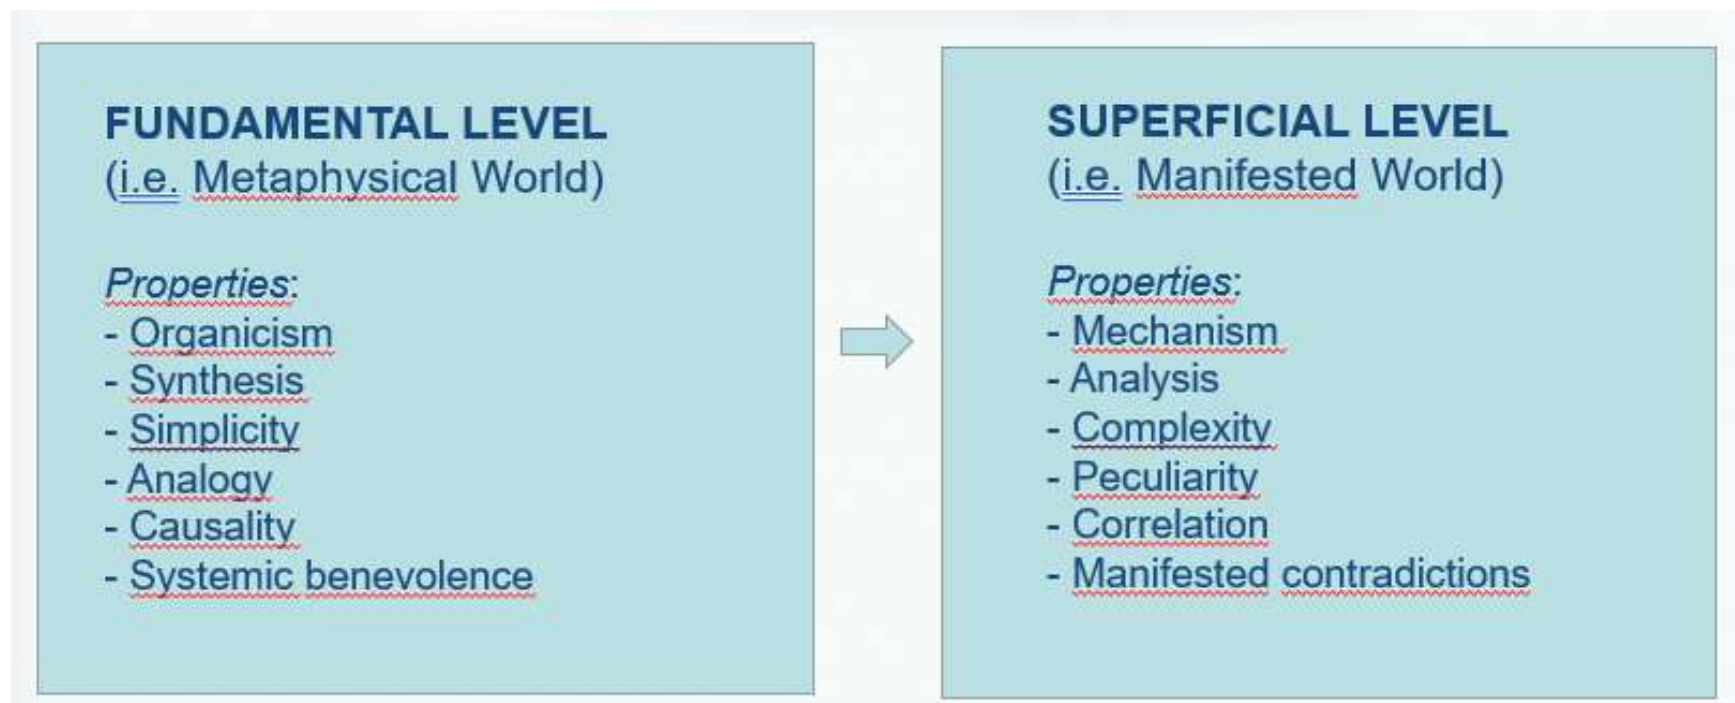 FUNDAMENTAL LEVEL
(i.e. Metaphysical World)
Properties:
- Organicism
- Synthesis
- Simplicity
- Analogy
- Causality
- Systemic benevolence
SUPERFICIAL LEVEL
(i.e. Manifested World)
Properties:
- Mechanism
- Analysis
- Complexity
- Peculiarity
- Correlation
- Manifested contradictions